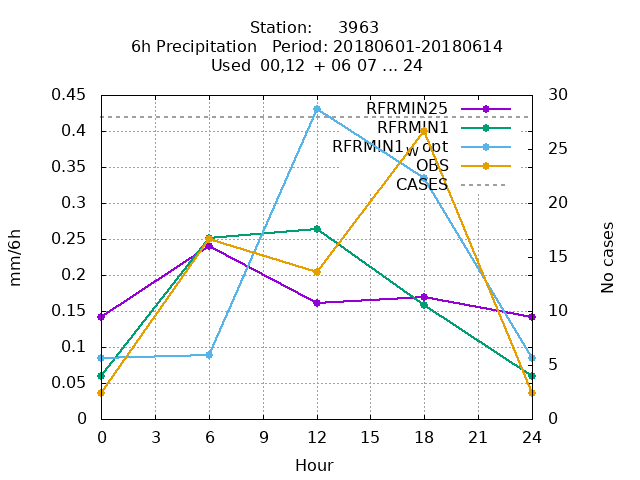 Station: 3963
6h Precipitation Period: 20180601-20180614
Used 00,12 + 06 07 ... 24
0.45 30
RFRMIN25
RFRMIN1
RFRMIN1w opt
OBS
CASES
0.4
0.35
0.3
0.25
0.2
0.15
0.1
0.05
0
25
20
15
10
5
0
mm/6h
No cases
0 3 6 9 12 15 18 21 24
Hour